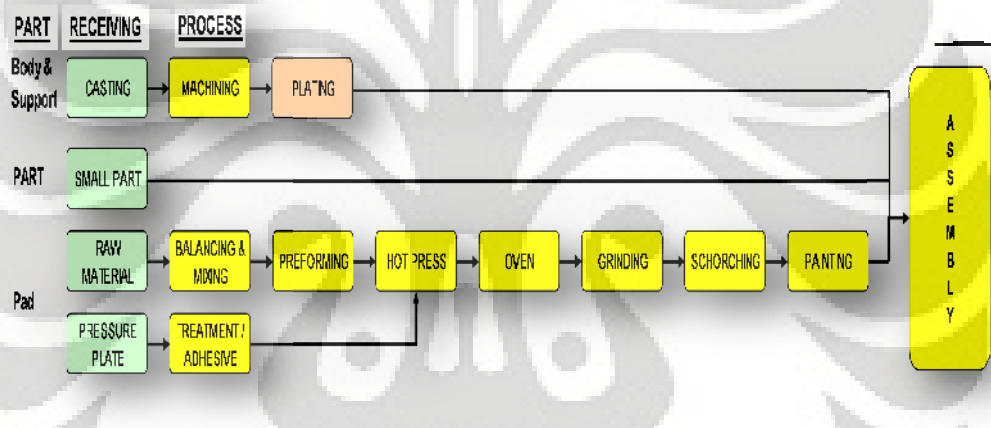 PART RECEIVING PROCESS
Body &
Support
CASTING
MACHINING
PLATING
PART
SMALL PART
Pad
RAW
MATERIAL
BALANCING &
MIXING
PREFORMING
HOT PRESS
OVEN
GRINDING
SCHORCHING
PANTING
PRESSURE
PLATE
TREATMENT /
ADHESIVE
A
S
S
E
M
B
L
Y